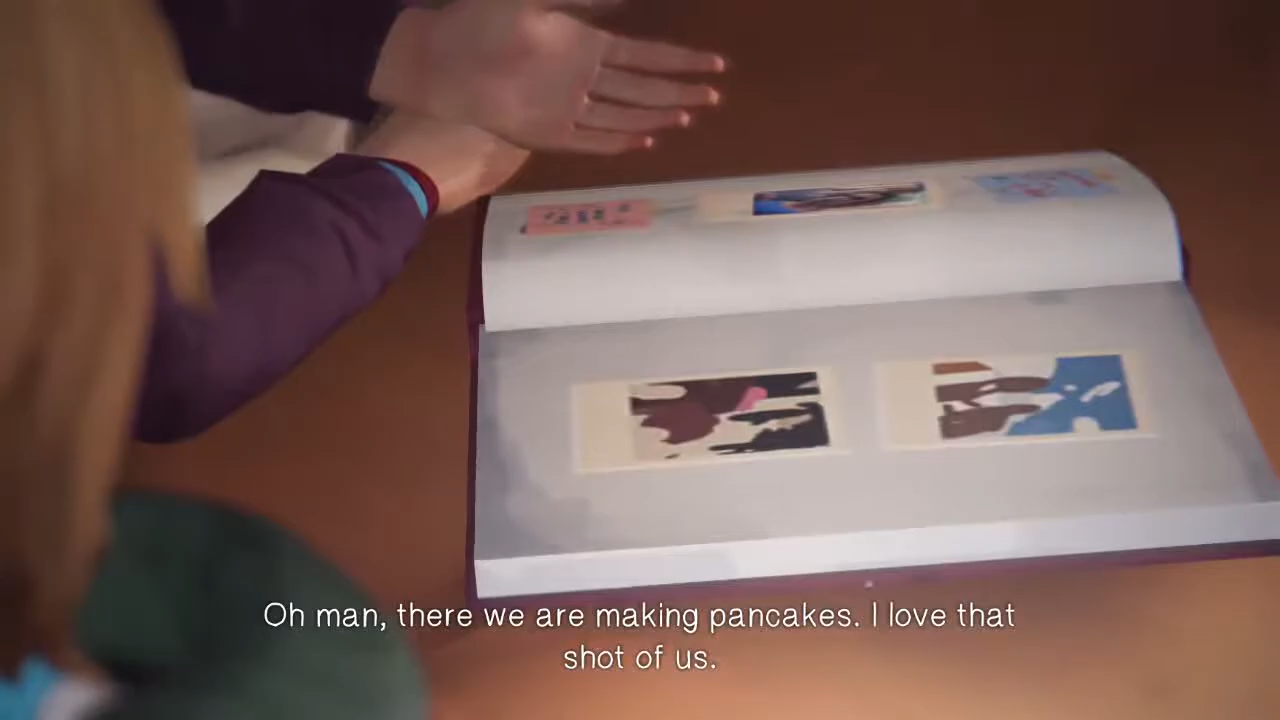 Oh man, there we are making pancakes. I love that
shot of us.